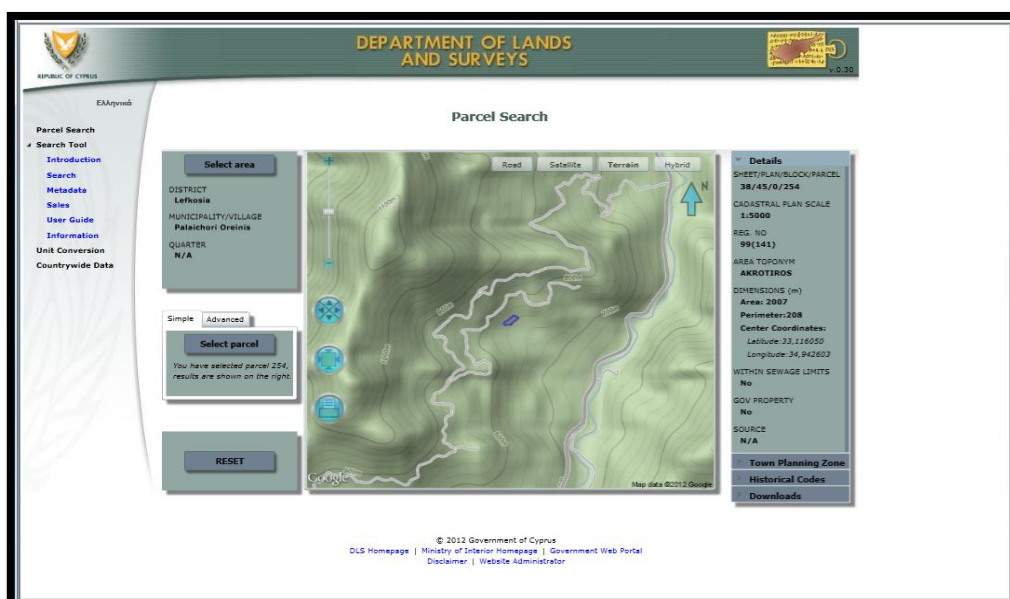 REPUBLIC OF CYPRUS
DEPARTMENT OF LANDS
AND SURVEYS
v.0.30
Ελληνικά
Parcel Search
Search Tool
Introduction
Search
Metadata
Sales
User Guide
Information
Unit Conversion
Countrywide Data
Parcel Search
Select area
DISTRICT
Lefkosia
MUNICIPALITY/VILLAGE
Palaichori Oreinis
QUARTER
N/A
Simple Advanced
Select parcel
You have selected parcel 254,
results are shown on the right.
RESET
Road Satellite Terrain Hybrid
N
Google
Map data ©2012 Google
Details
SHEET/PLAN/BLOCK/PARCEL
38/45/0/254
CADASTRAL PLAN SCALE
1:5000
REG. NO
99(141)
AREA TOPONYM
AKROTIROS
DIMENSIONS (m)
Area: 2007
Perimeter:208
Center Coordinates:
Latitude:33,116050
Longitude:34,942603
WITHIN SEWAGE LIMITS
No
GOV PROPERTY
No
SOURCE
N/A
Town Planning Zone
Historical Codes
Downloads
© 2012 Government of Cyprus
DLS Homepage | Ministry of Interior Homepage | Government Web Portal
Disclaimer | Website Administrator